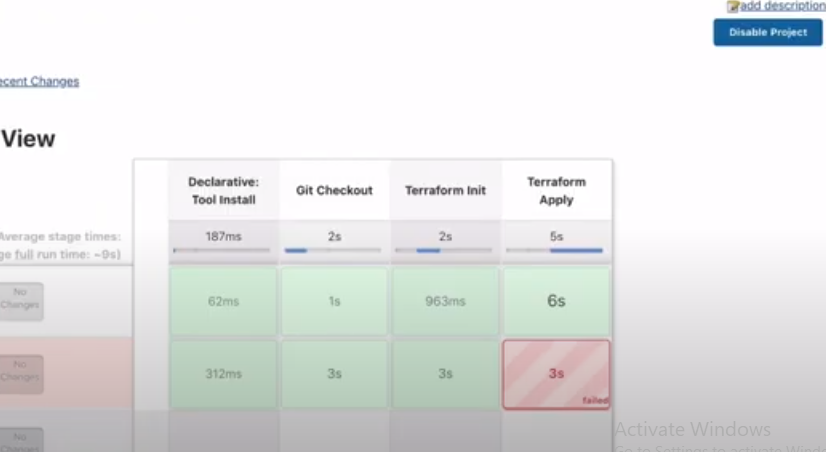 add description
Disable Project
ecent Changes
View
Declarative:
Tool Install
Git Checkout
Terraform Init
Terraform
Apply
Average stage times:
187ms
2s
2s
5s
ge full run time: ~9s)
No
Changes
62ms
1s
963ms
6s
No
Changes
312ms
3s
3s
3s
failed
No
Changes
Activate Windows
Go to Settings to activate Wind